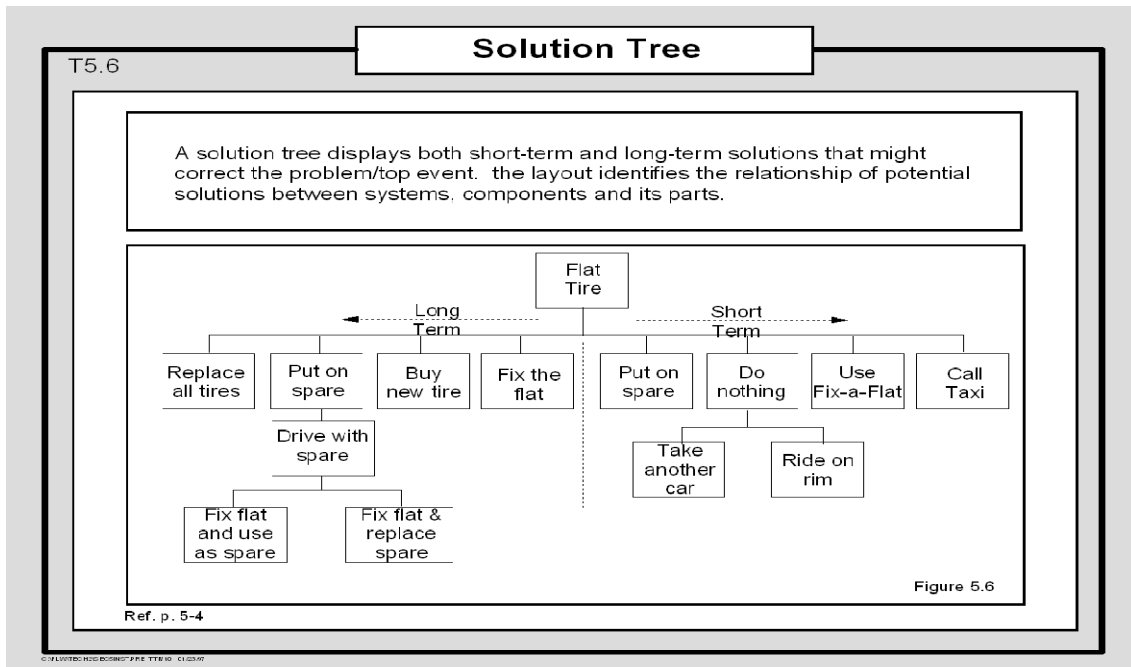 Solution Tree
T5.6
A solution tree displays both short-term and long-term solutions that might
correct the problem/top event. the layout identifies the relationship of potential
solutions between systems, components and its parts.
Flat
Tire
Long
Term
Short
Term
Replace
all tires
Put on
spare
Buy
new tire
Fix the
flat
Put on
spare
Do
nothing
Use
Fix-a-Flat
Call
Taxi
Drive with
spare
Take
another
car
Ride on
rim
Fix flat
and use
as spare
Fix flat &
replace
spare
Figure 5.6
Ref. p. 5-4